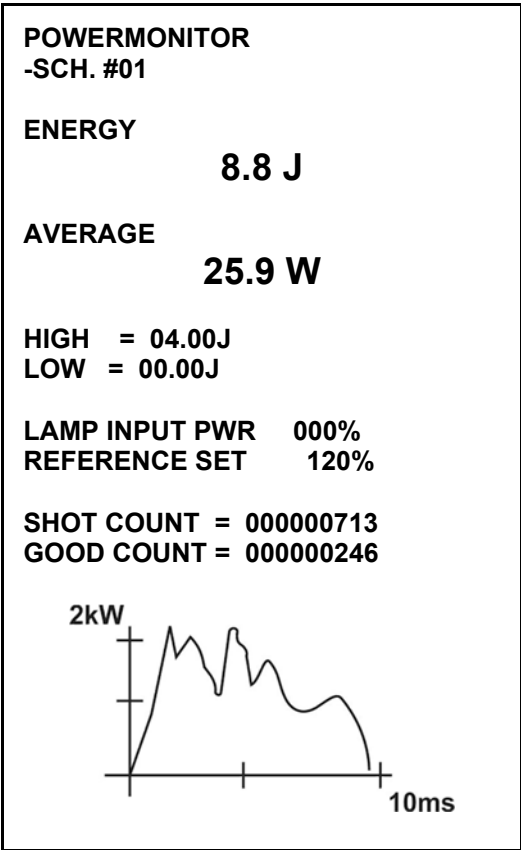 POWERMONITOR
-SCH. #01
ENERGY
8.8 J
AVERAGE
25.9 W
HIGH = 04.00J
LOW = 00.00J
LAMP INPUT PWR 000%
REFERENCE SET 120%
SHOT COUNT = 000000713
GOOD COUNT = 000000246
2kW
10ms